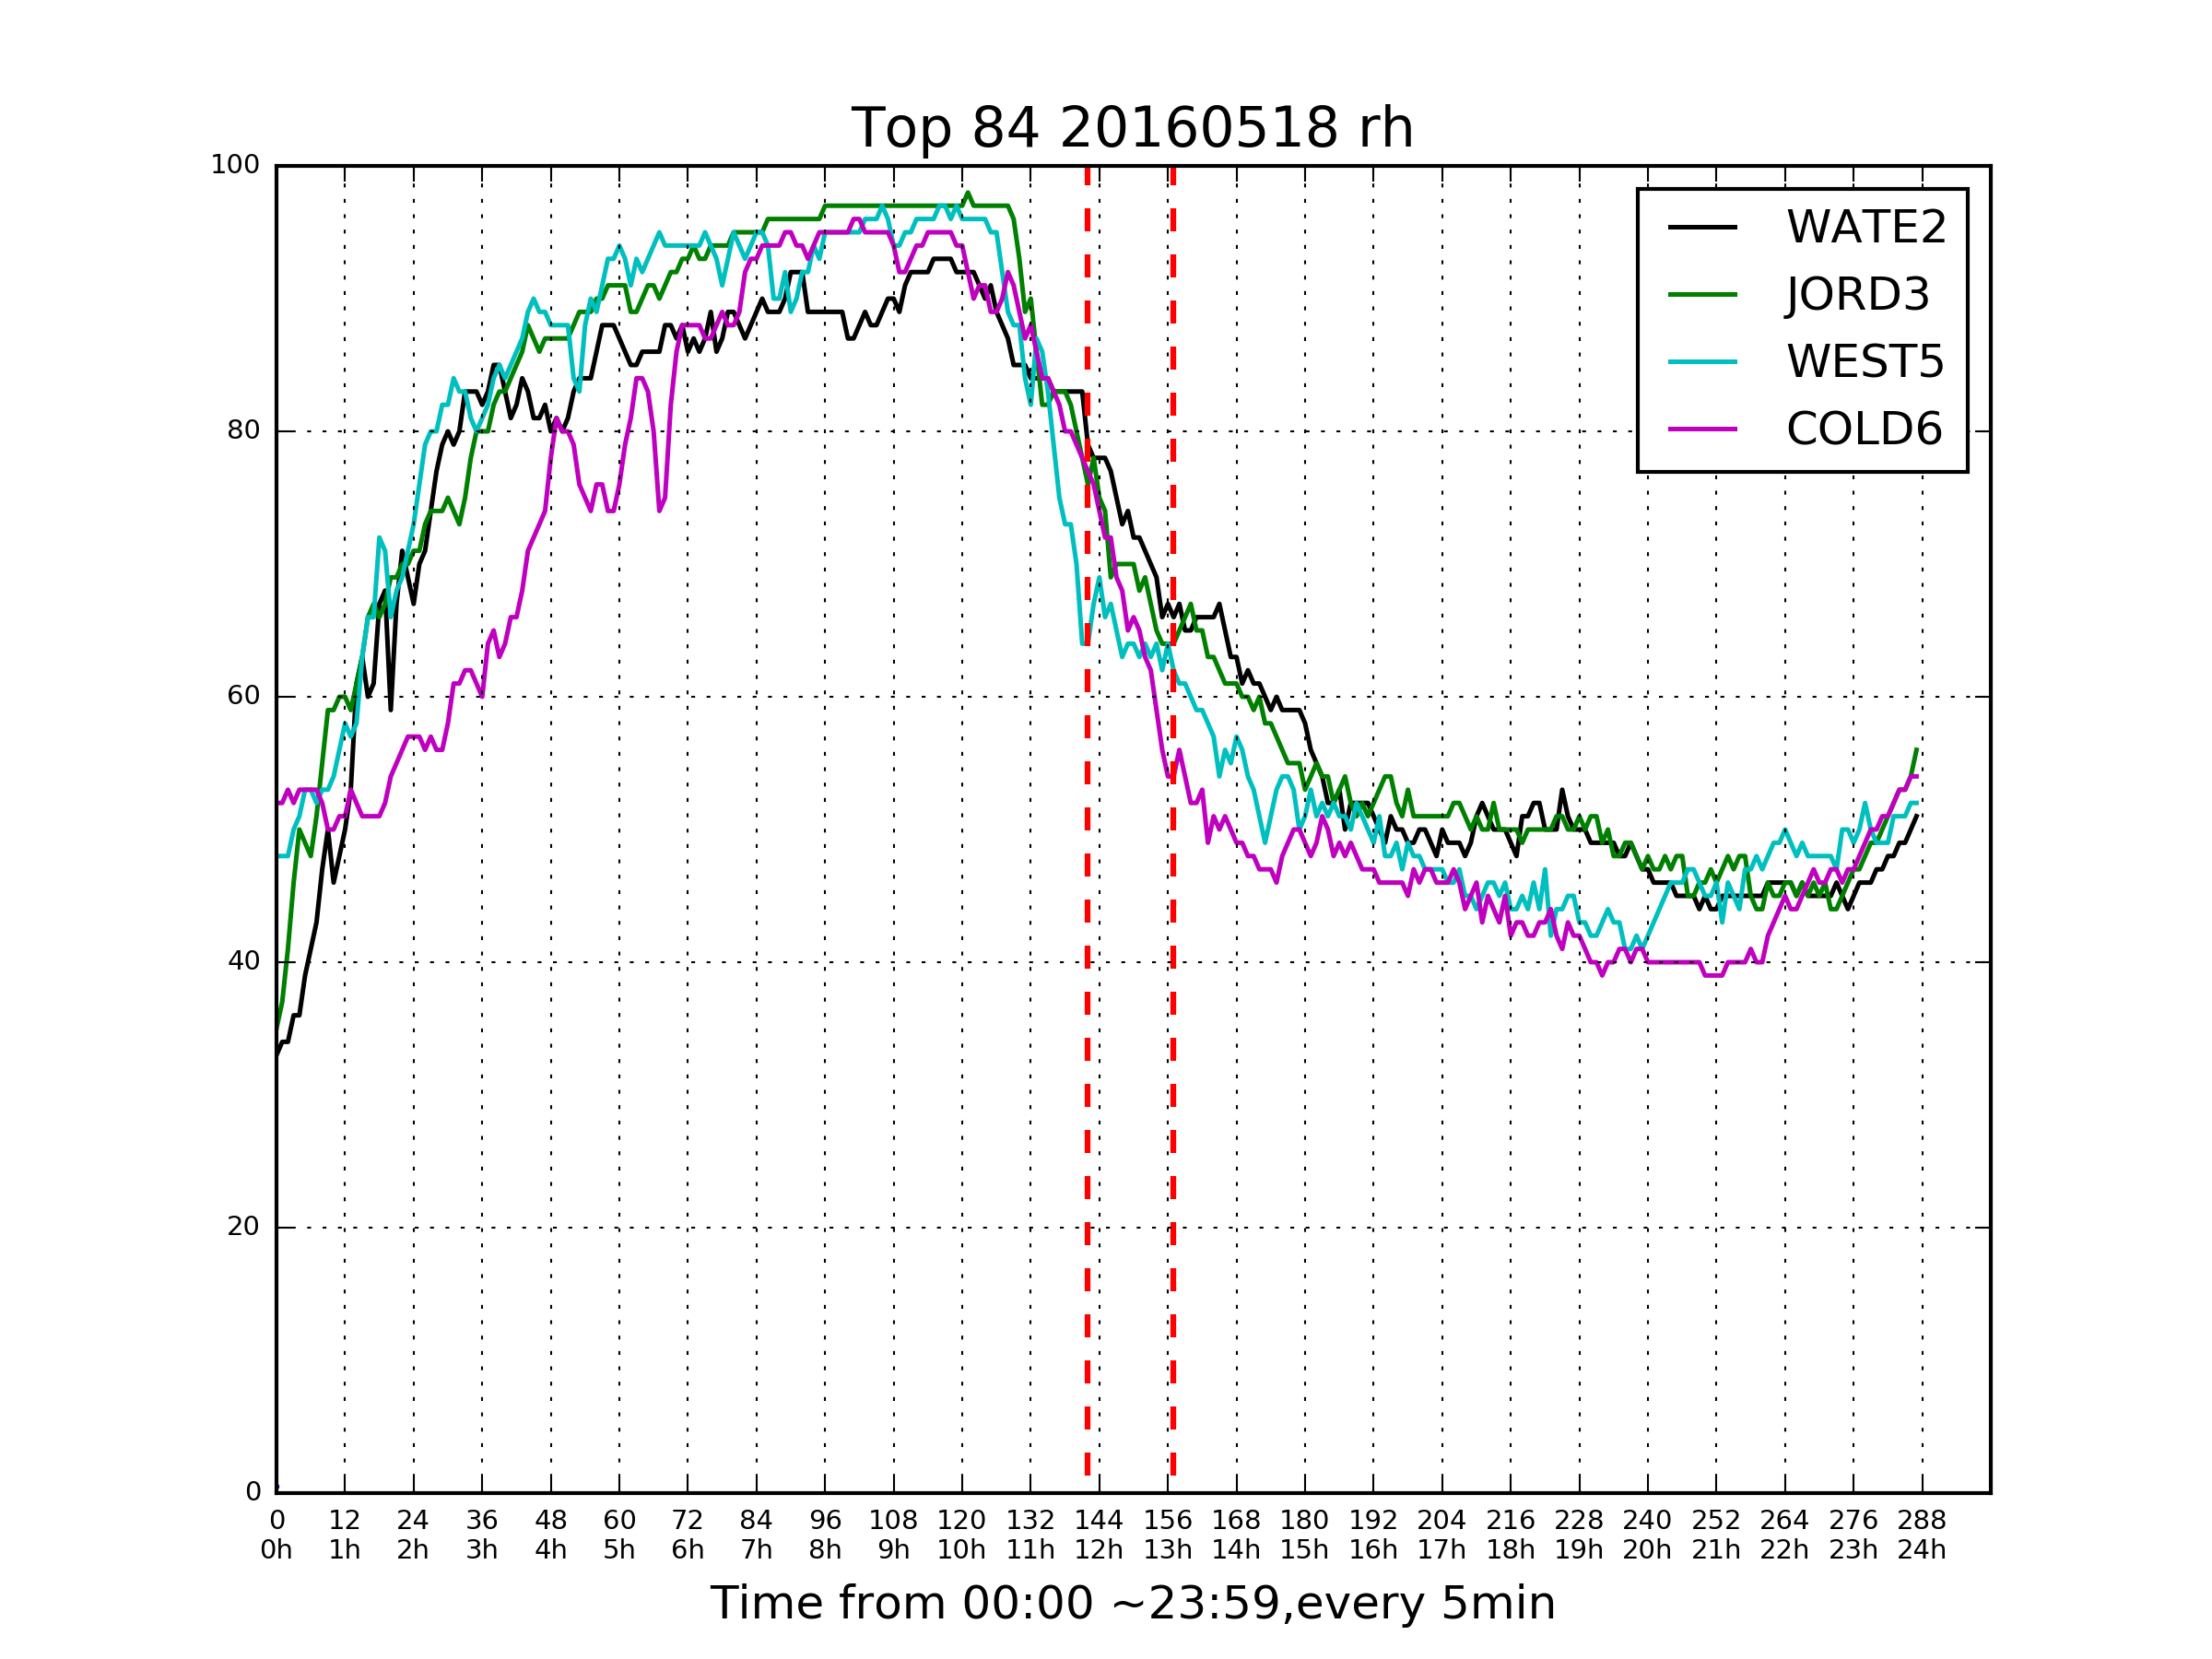 Top 84 20160518 rh
100
80
60
40
20
0
WATE2
JORD3
WEST5
COLD6
0 12 24 36 48 60 72 84 96 108 120 132 144 156 168 180 192 204 216 228 240 252 264 276 288
0h 1h 2h 3h 4h 5h 6h 7h 8h 9h 10h 11h 12h 13h 14h 15h 16h 17h 18h 19h 20h 21h 22h 23h 24h
Time from 00:00 ~23:59,every 5min